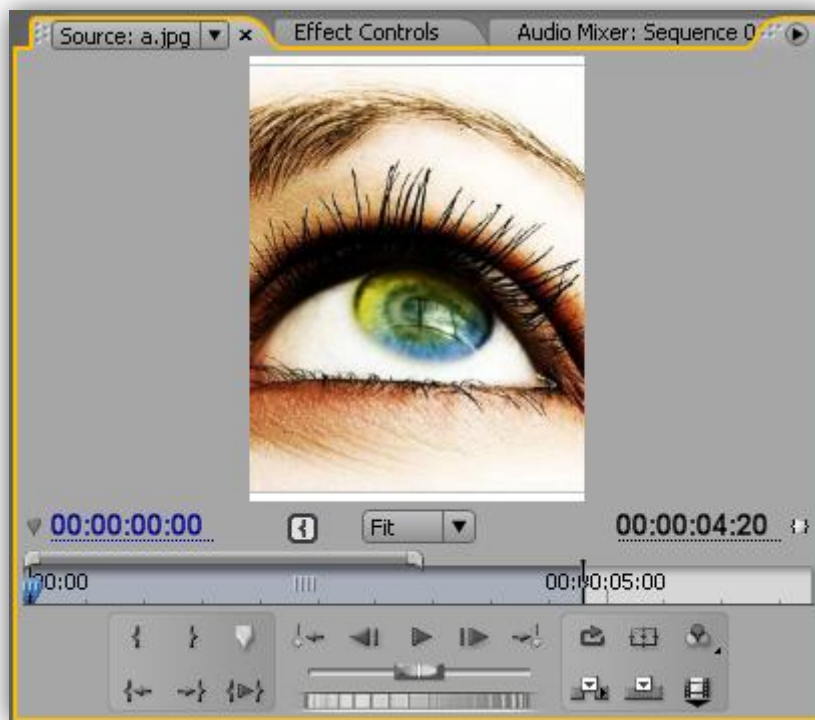 Source: a.jpg
Effect Controls
Audio Mixer: Sequence 0
00:00:00:00
Fit
00:00:04:20
00:00
00:00:05:00